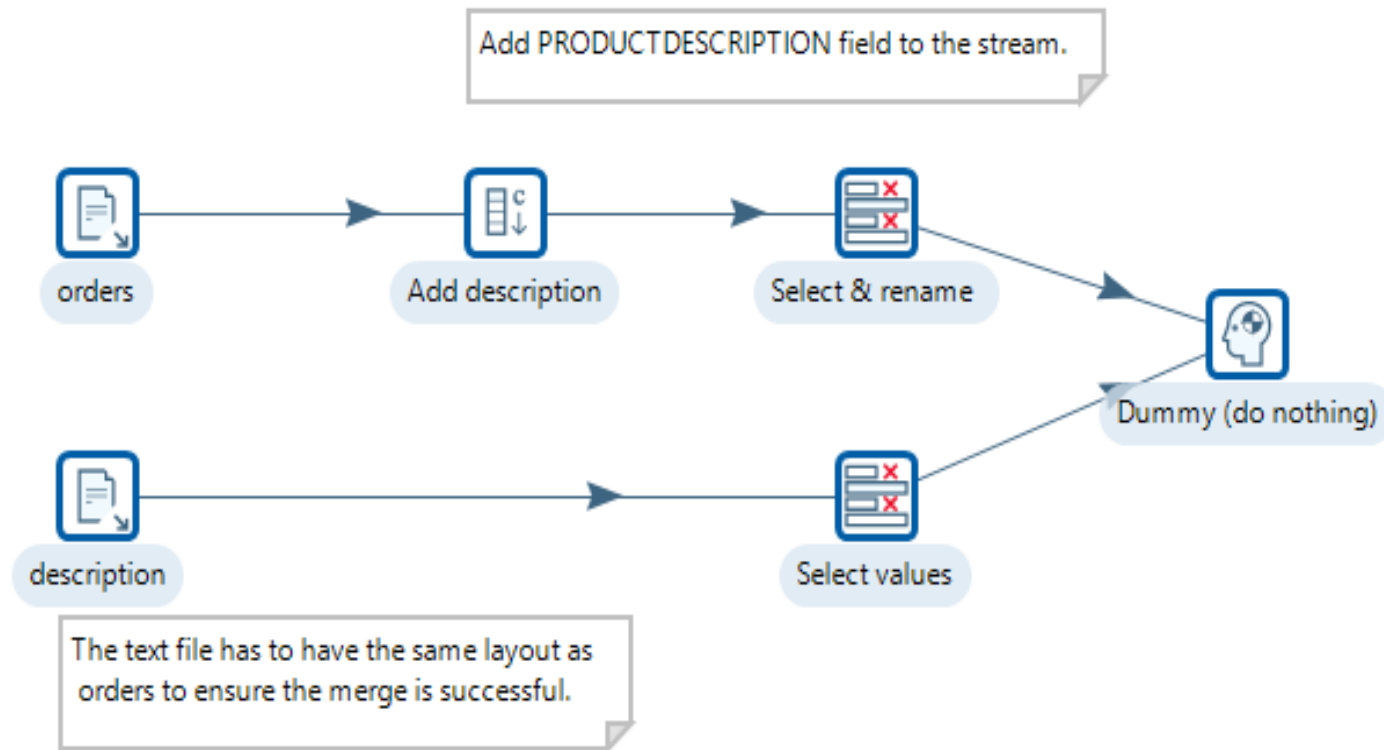 Add PRODUCTDESCRIPTION field to the stream.
c
orders
Add description
Select & rename
Dummy (do nothing)
description
Select values
The text file has to have the same layout as
orders to ensure the merge is successful.